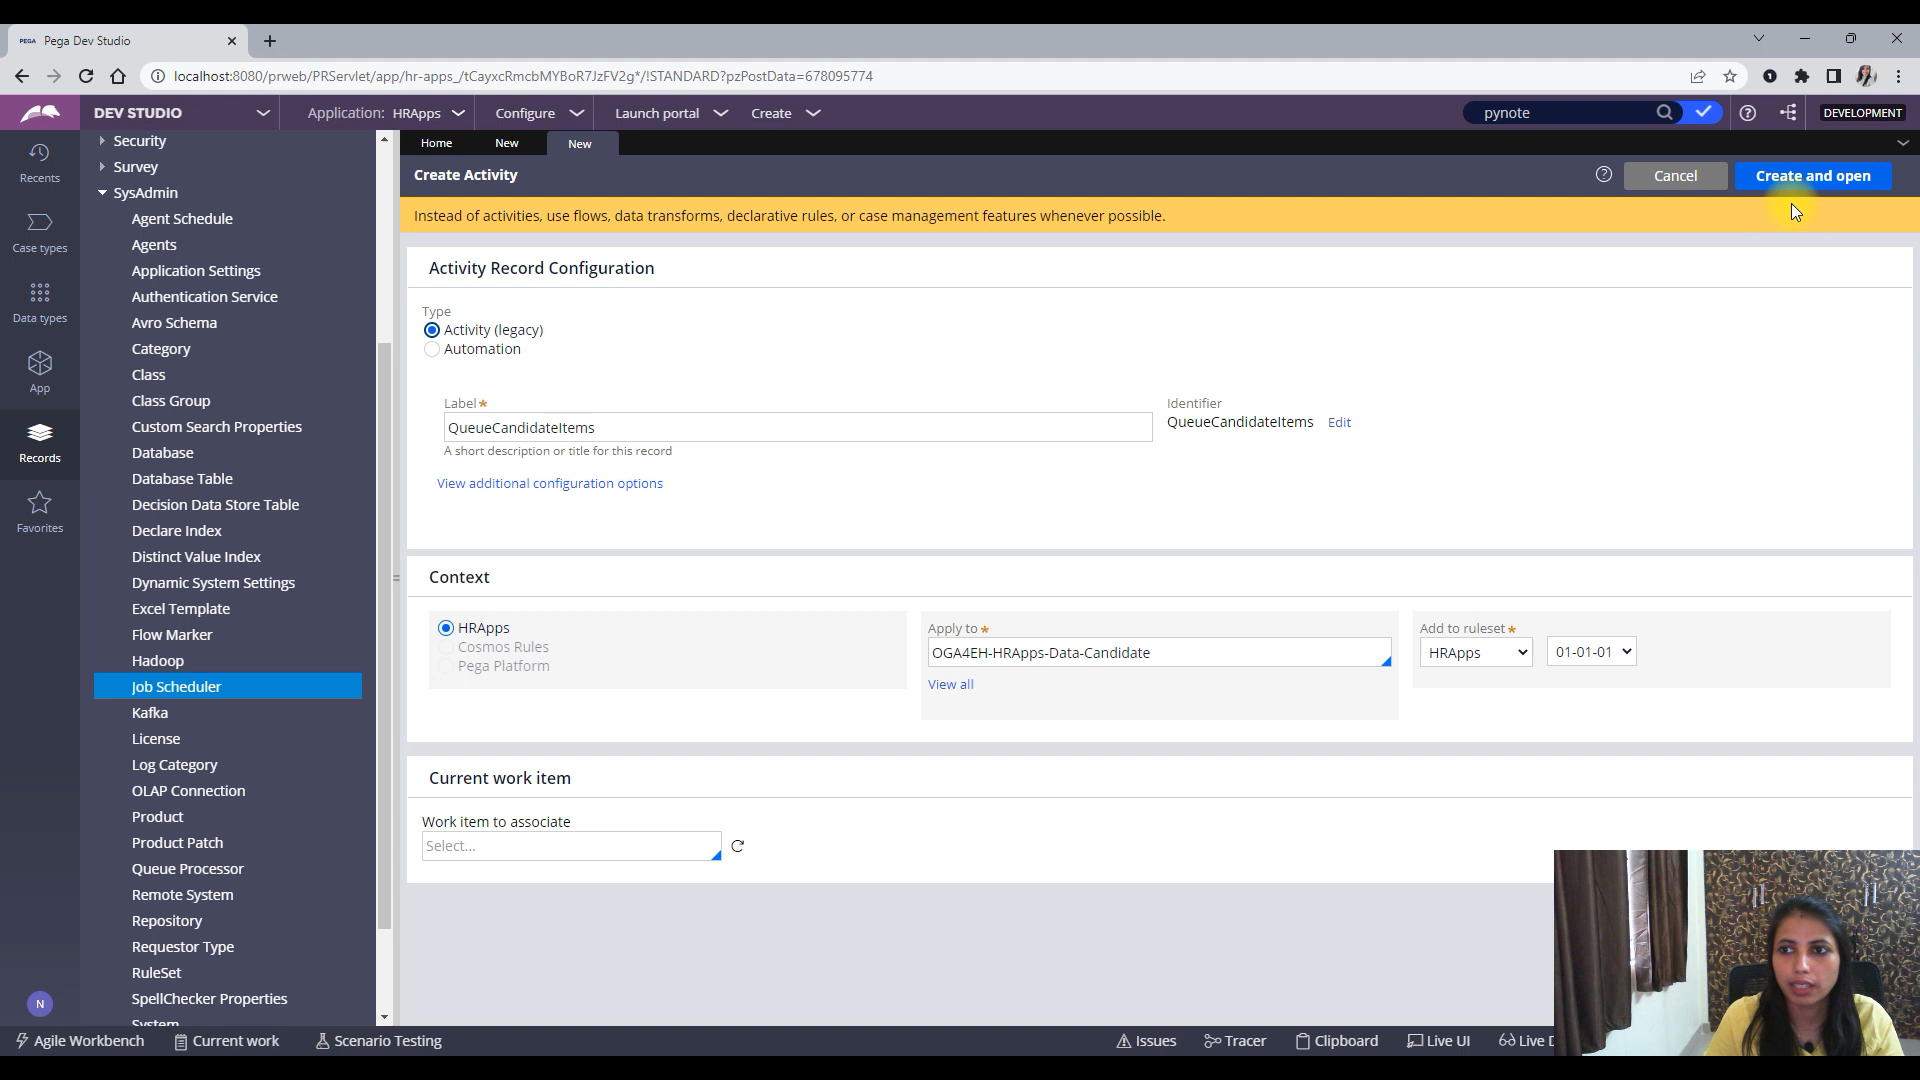 PEGA Pega Dev Studio
localhost:8080/prweb/PRServlet/app/hr-apps_/tCayxcRmcbMYBoR7JzFV2g*/!STANDARD?pzPostData=678095774
DEV STUDIO
Application: HRApps
Configure
Launch portal
Create
pynote
DEVELOPMENT
Recents
Case types
Data types
App
Records
Favorites
N
Security
Survey
SysAdmin
Agent Schedule
Agents
Application Settings
Authentication Service
Avro Schema
Category
Class
Class Group
Custom Search Properties
Database
Database Table
Decision Data Store Table
Declare Index
Distinct Value Index
Dynamic System Settings
Excel Template
Flow Marker
Hadoop
Job Scheduler
Kafka
License
Log Category
OLAP Connection
Product
Product Patch
Queue Processor
Remote System
Repository
Requestor Type
RuleSet
SpellChecker Properties
System
Home
New
New
Create Activity
Cancel
Create and open
Instead of activities, use flows, data transforms, declarative rules, or case management features whenever possible.
Activity Record Configuration
Type
Activity (legacy)
Automation
Label*
QueueCandidateItems
A short description or title for this record
Identifier
QueueCandidateItems Edit
View additional configuration options
Context
HRApps
Cosmos Rules
Pega Platform
Apply to*
OGA4EH-HRApps-Data-Candidate
View all
Add to ruleset*
HRApps
01-01-01
Current work item
Work item to associate
Select...
Agile Workbench
Current work
Scenario Testing
Issues
Tracer
Clipboard
Live UI
Live D